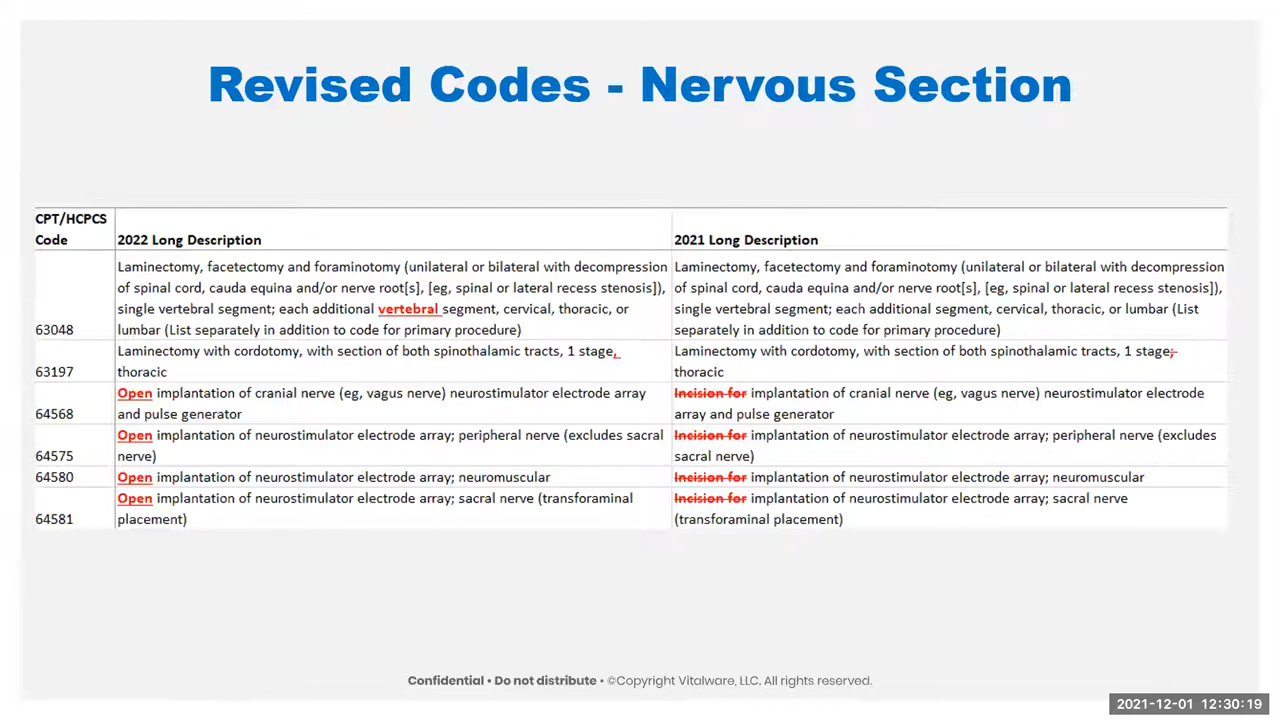 Revised Codes - Nervous Section
CPT/HCPCS
Code
2022 Long Description
2021 Long Description
63048
Laminectomy, facetectomy and foraminotomy (unilateral or bilateral with decompression
of spinal cord, cauda equina and/or nerve root[s], [eg, spinal or lateral recess stenosis]),
single vertebral segment; each additional vertebral segment, cervical, thoracic, or
lumbar (List separately in addition to code for primary procedure)
Laminectomy, facetectomy and foraminotomy (unilateral or bilateral with decompression
of spinal cord, cauda equina and/or nerve root[s], [eg, spinal or lateral recess stenosis]),
single vertebral segment; each additional segment, cervical, thoracic, or lumbar (List
separately in addition to code for primary procedure)
63197
Laminectomy with cordotomy, with section of both spinothalamic tracts, 1 stage,
thoracic
Laminectomy with cordotomy, with section of both spinothalamic tracts, 1 stage;
thoracic
64568
Open implantation of cranial nerve (eg, vagus nerve) neurostimulator electrode array
and pulse generator
Incision for implantation of cranial nerve (eg, vagus nerve) neurostimulator electrode
array and pulse generator
64575
Open implantation of neurostimulator electrode array; peripheral nerve (excludes sacral
nerve)
Incision for implantation of neurostimulator electrode array; peripheral nerve (excludes
sacral nerve)
64580
Open implantation of neurostimulator electrode array; neuromuscular
Incision for implantation of neurostimulator electrode array; neuromuscular
64581
Open implantation of neurostimulator electrode array; sacral nerve (transforaminal
placement)
Incision for implantation of neurostimulator electrode array; sacral nerve
(transforaminal placement)
Confidential • Do not distribute • ©Copyright Vitalware, LLC. All rights reserved.
2021-12-01 12:30:19